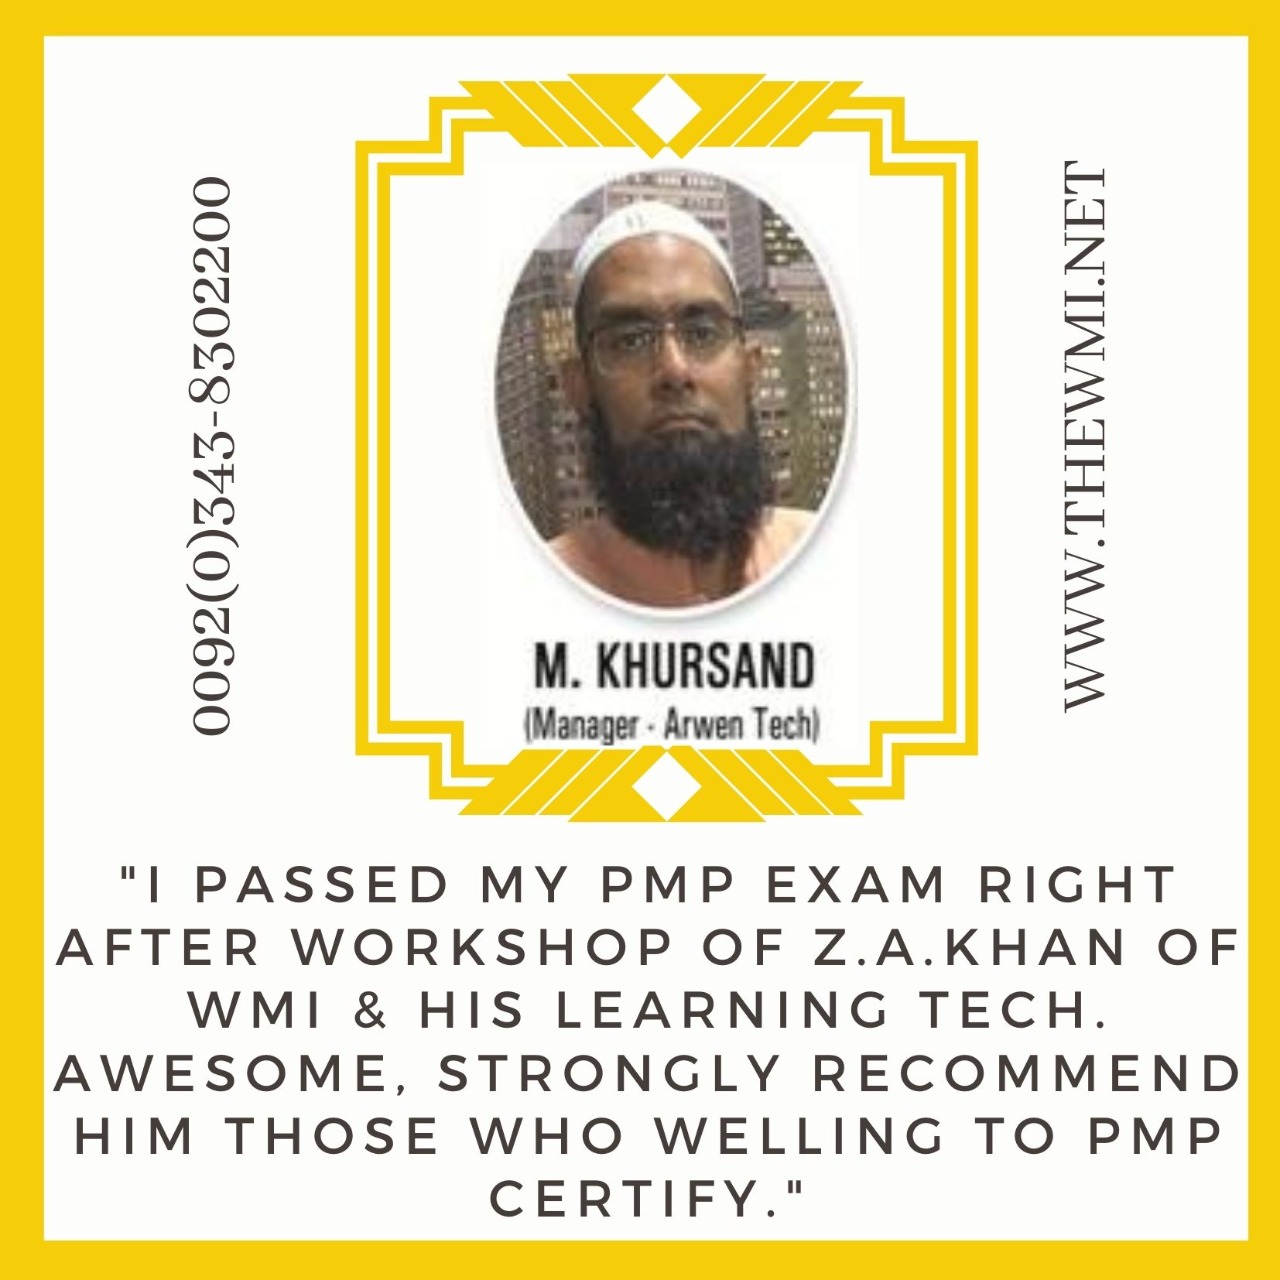 0092(0)343-8302200
WWW.THEWMI.NET
M. KHURSAND
(Manager - Arwen Tech)
"I PASSED MY PMP EXAM RIGHT
AFTER WORKSHOP OF Z.A.KHAN OF
WMI & HIS LEARNING TECH.
AWESOME, STRONGLY RECOMMEND
HIM THOSE WHO WELLING TO PMP
CERTIFY."